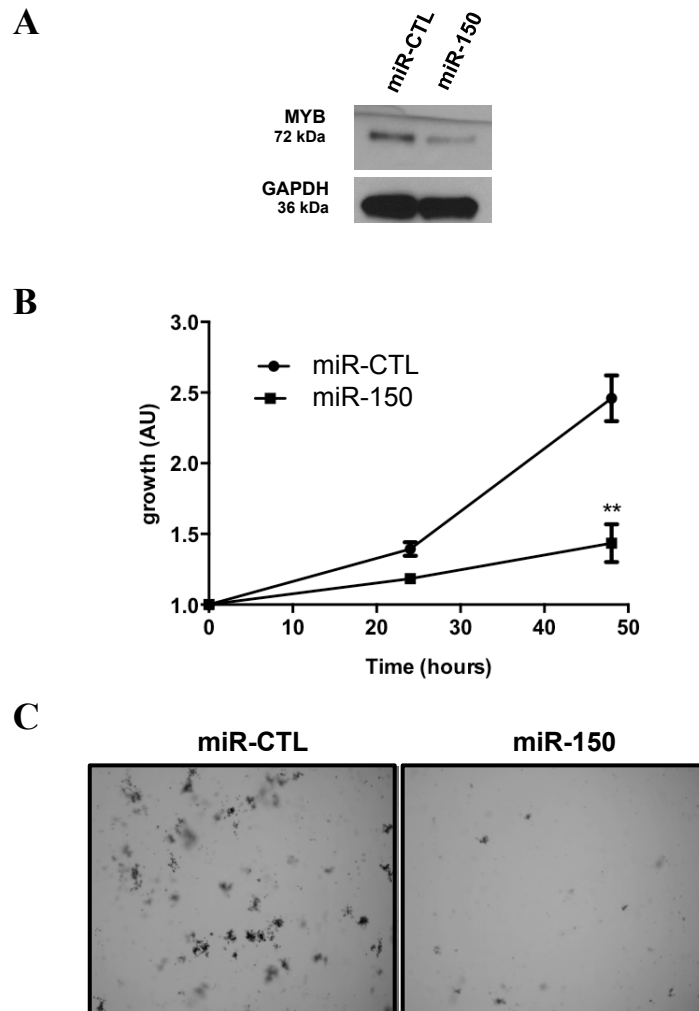 A
miR-CTL
miR-150
MYB
72 kDa
GAPDH
36 kDa
B
3.0
2.5
2.0
1.5
1.0
growth (AU)
miR-CTL
miR-150
**
0 10 20 30 40 50
Time (hours)
C
miR-CTL miR-150